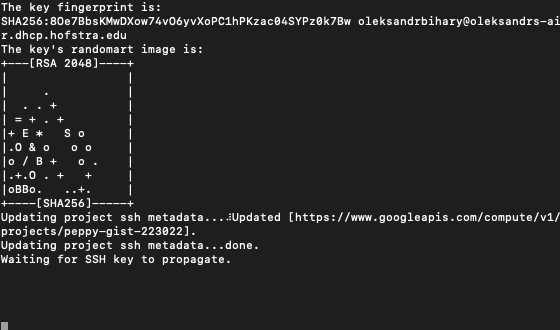 The key fingerprint is:
SHA256:8Oe7BbsKMwDXow74vO6yvXoPC1hPKzac04SYPz0k7Bw oleksandrbihary@oleksandrs-ai
r.dhcp.hofstra.edu
The key's randomart image is:
+---[RSA 2048]----+
|                 |
|     .           |
|  . . +          |
| = + . +         |
|+ E *   S o      |
|.O & o   o o     |
|o / B +   o .    |
|.+.O . +   +     |
|oBBo.   ..+.     |
+----[SHA256]-----+
Updating project ssh metadata...⠼Updated [https://www.googleapis.com/compute/v1/
projects/peppy-gist-223022].
Updating project ssh metadata...done.
Waiting for SSH key to propagate.